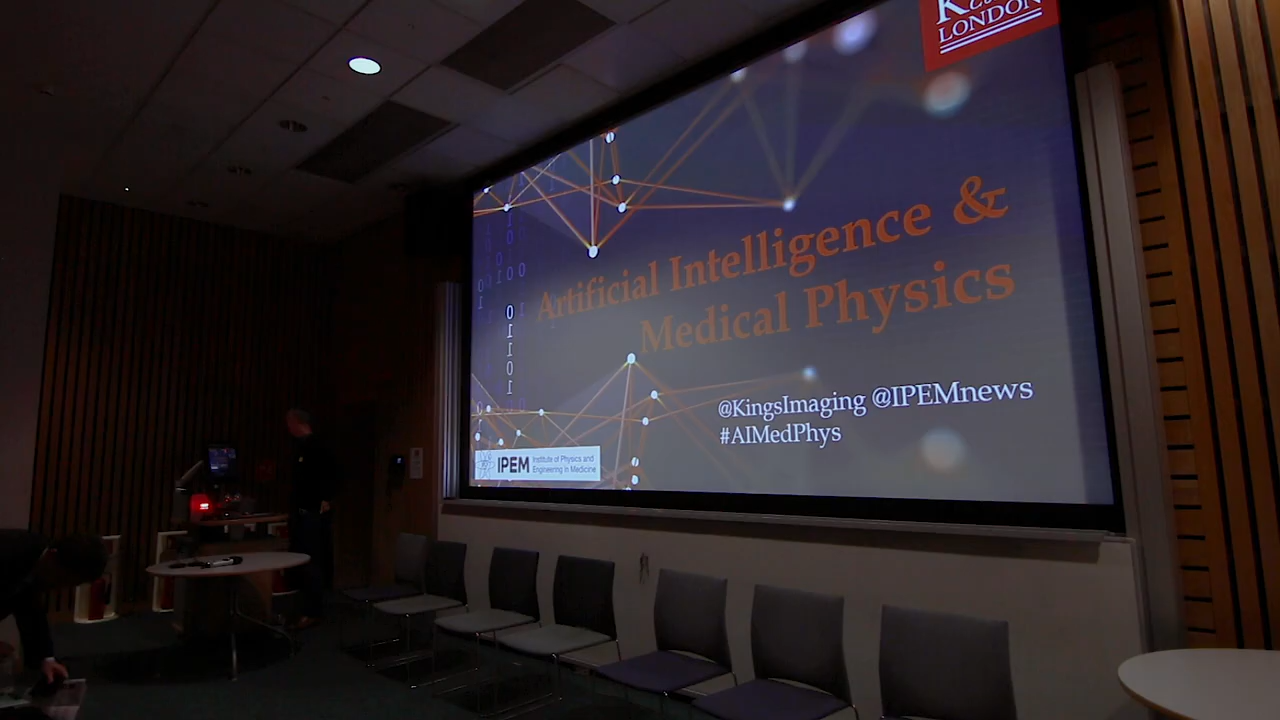 LONDON
Artificial Intelligence &
Medical Physics
@KingsImaging @IPEMnews
#AIMedPhys
IPEM
Institute of Physics and
Engineering in Medicine